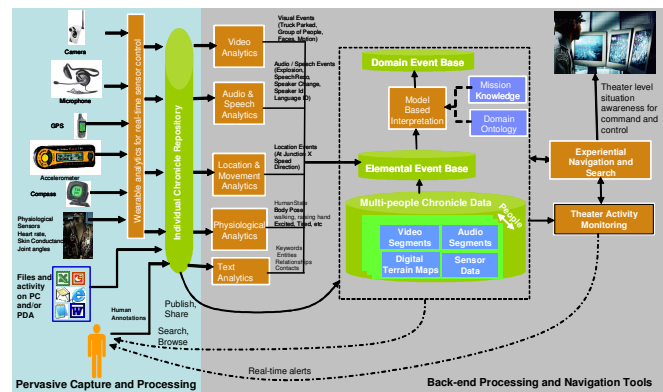 Camera
Microphone
GPS
Accelerometer
Compass
Physiological
Sensors
Heart rate,
Skin Conductance,
Joint angles
Files and
activity
on PC
and/or
PDA
Human
Annotations
Wearable analytics for real-time sensor control
Individual Chronicle Repository
Video
Analytics
Audio &
Speech
Analytics
Location &
Movement
Analytics
Physiological
Analytics
Text
Analytics
Visual Events
(Truck Parked,
Group of People,
Faces, Motion)
Audio / Speech Events
(Explosion,
SpeechReco,
Speaker Change,
Speaker Id
Language ID)
Location Events
(At Junction X
Speed
Direction)
HumanState
Body Pose:
walking, raising hand
Excited, Tired, etc
Keywords
Entities
Relationships
Contacts
Publish,
Share
Search,
Browse
Real-time alerts
Domain Event Base
Model
Based
Interpretation
Mission
Knowledge
Domain
Ontology
Elemental Event Base
Multi-people Chronicle Data
People
Video
Segments
Audio
Segments
Digital
Terrain Maps
Sensor
Data
Theater level
situation
awareness for
command and
control
Experiential
Navigation and
Search
Theater Activity
Monitoring
Pervasive Capture and Processing
Back-end Processing and Navigation Tools